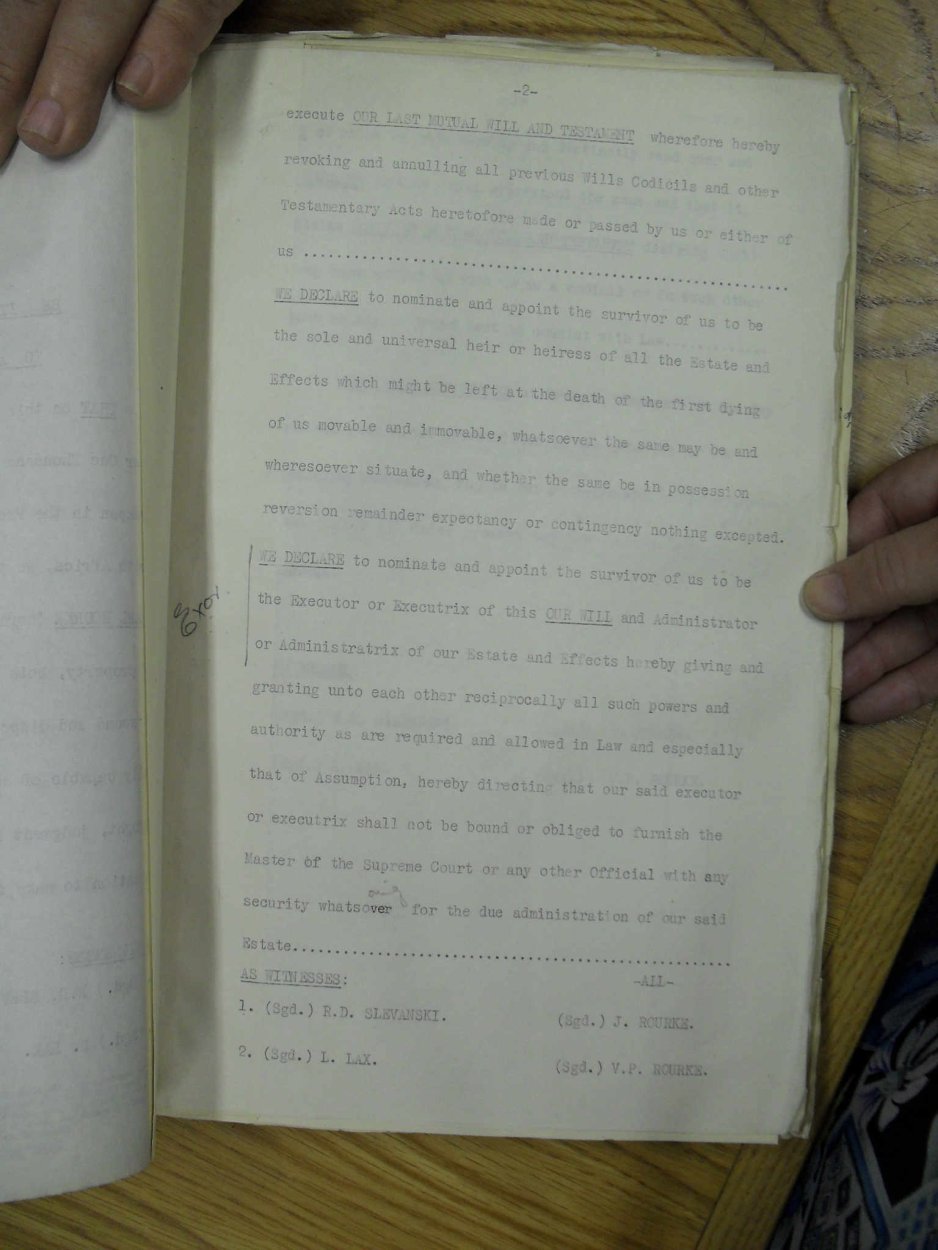 -2-
execute OUR LAST MUTUAL WILL AND TESTAMENT wherefore hereby
revoking and annulling all previous Wills Codicils and other
Testamentary Acts heretofore made or passed by us or either of
us ..............................................................
WE DECLARE to nominate and appoint the survivor of us to be
the sole and universal heir or heiress of all the Estate and
Effects which might be left at the death of the first dying
of us movable and immovable, whatsoever the same may be and
wheresoever situate, and whether the same be in possession
reversion remainder expectancy or contingency nothing excepted.
WE DECLARE to nominate and appoint the survivor of us to be
the Executor or Executrix of this OUR WILL and Administrator
Exor.
or Administratrix of our Estate and Effects hereby giving and
granting unto each other reciprocally all such powers and
authority as are required and allowed in Law and especially
that of Assumption, hereby directing that our said executor
or executrix shall not be bound or obliged to furnish the
Master of the Supreme Court or any other Official with any
security whatsover for the due administration of our said
Estate.......................................................
AS WITNESSES: -AII-
1. (Sgd.) R.D. SLEVANSKI. (Sgd.) J. ROURKE.
2. (Sgd.) L. LAX. (Sgd.) V.P. ROURKE.